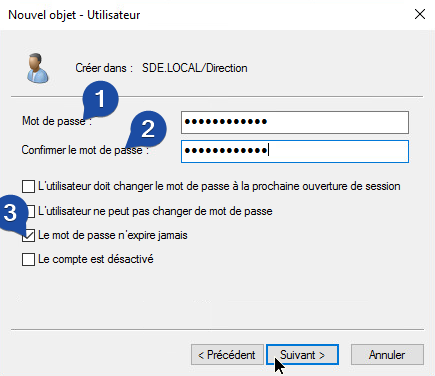 Nouvel objet - Utilisateur
Créer dans : SDE.LOCAL/Direction
1
Mot de passe :
2
Confirmer le mot de passe :
L'utilisateur doit changer le mot de passe à la prochaine ouverture de session
3
L'utilisateur ne peut pas changer de mot de passe
Le mot de passe n'expire jamais
Le compte est désactivé
< Précédent Suivant > Annuler